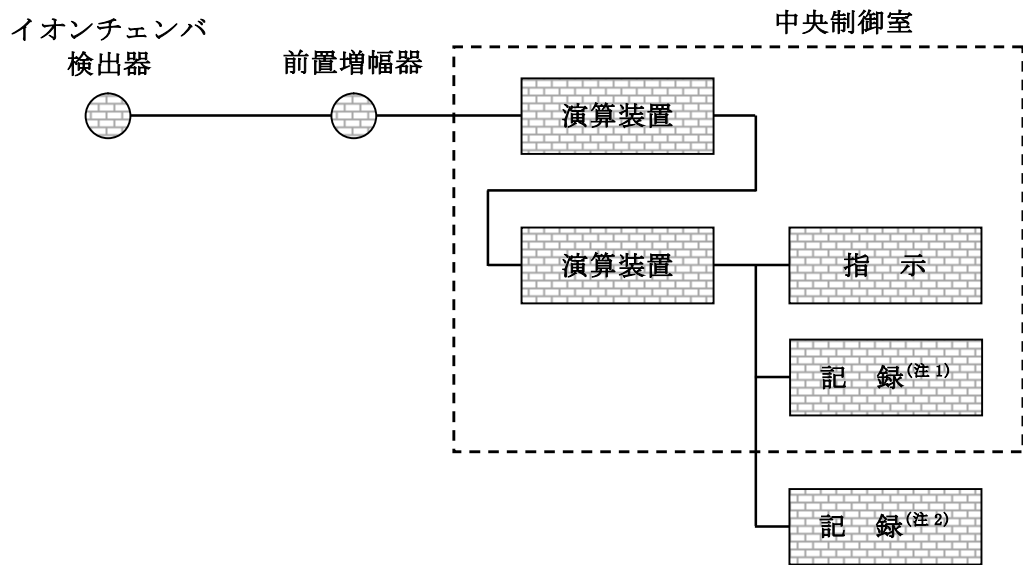 中央制御室
イオンチェンバ
検出器
前置増幅器
演算装置
演算装置
指 示
記 録(注1)
記 録(注2)